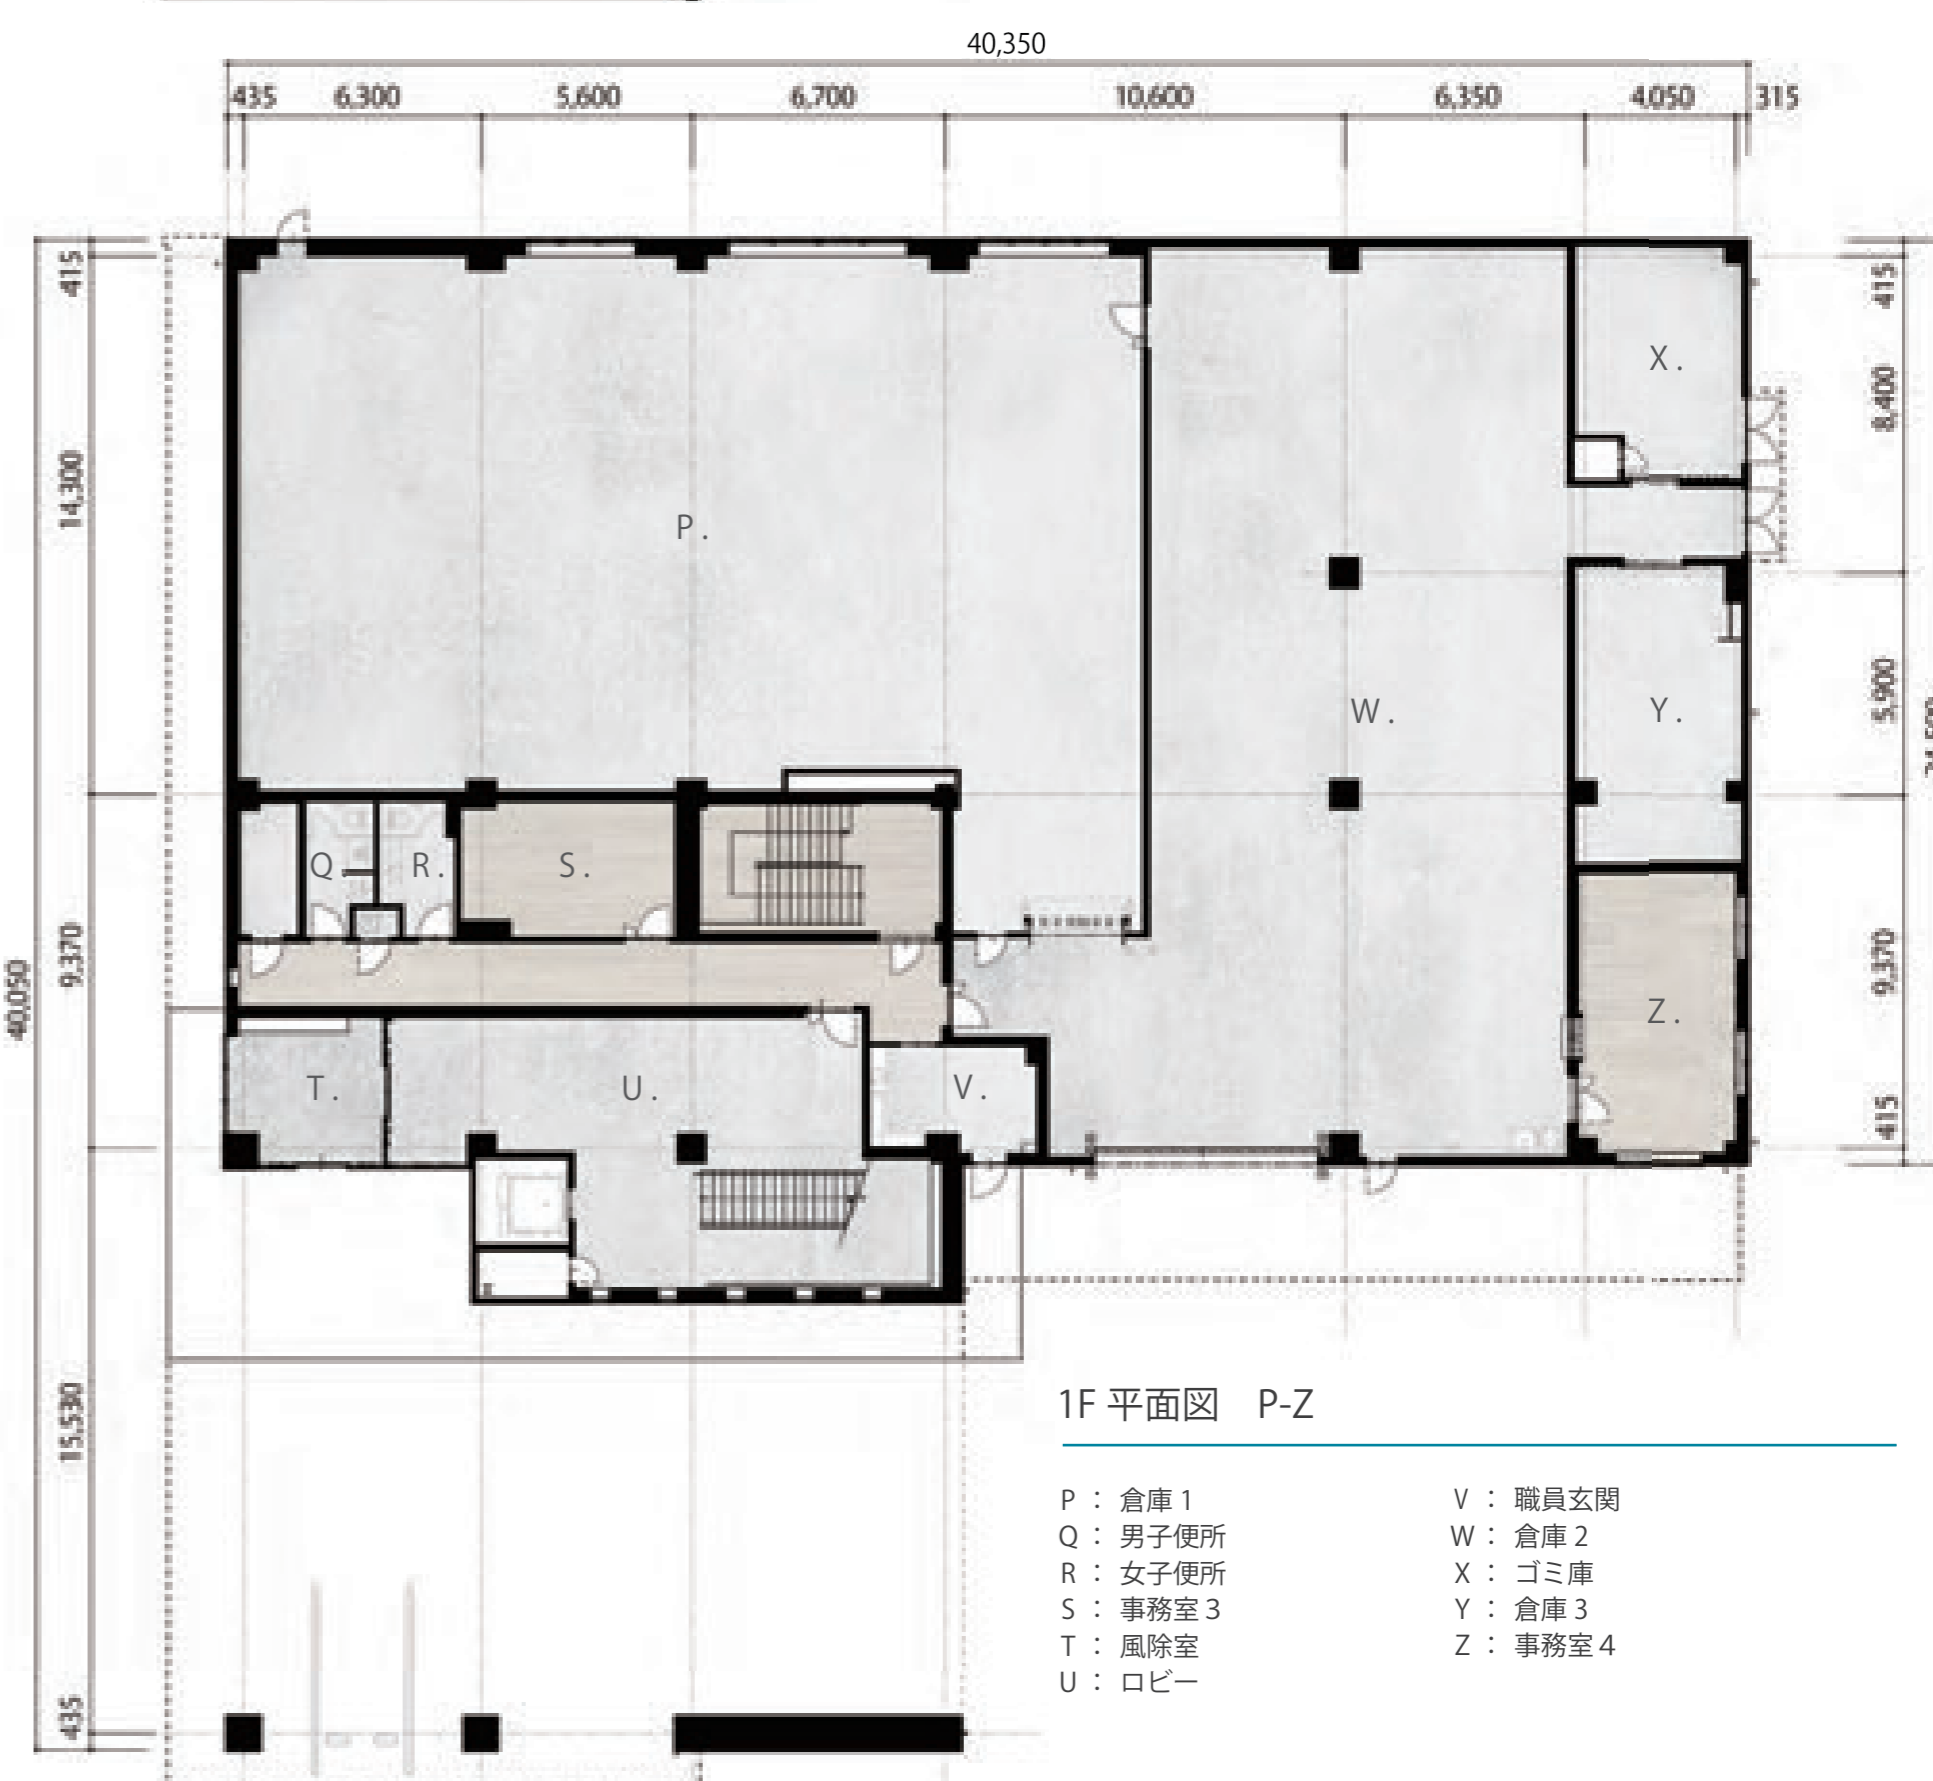 40,350
435 6,300 5,600 6,700 10,600 6,350 4,050 315
415
14,300
9,370
40,050
15,530
435
415
8,400
5,900
9,370
415
P .
X .
W .
Y .
Q .
R .
S .
Z .
T .
U .
V .
1F 平面図　P-Z
P ： 倉庫 1
Q ： 男子便所
R ： 女子便所
S ： 事務室 3
T ： 風除室
U ： ロビー
V ： 職員玄関
W ： 倉庫 2
X ： ゴミ庫
Y ： 倉庫 3
Z ： 事務室 4